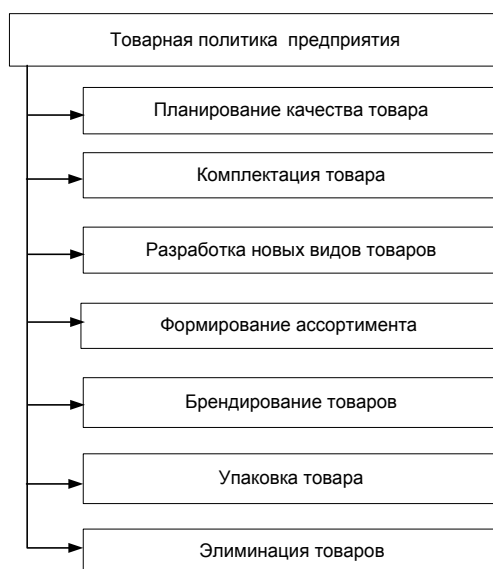 Товарная политика предприятия
Планирование качества товара
Комплектация товара
Разработка новых видов товаров
Формирование ассортимента
Брендирование товаров
Упаковка товара
Элиминация товаров